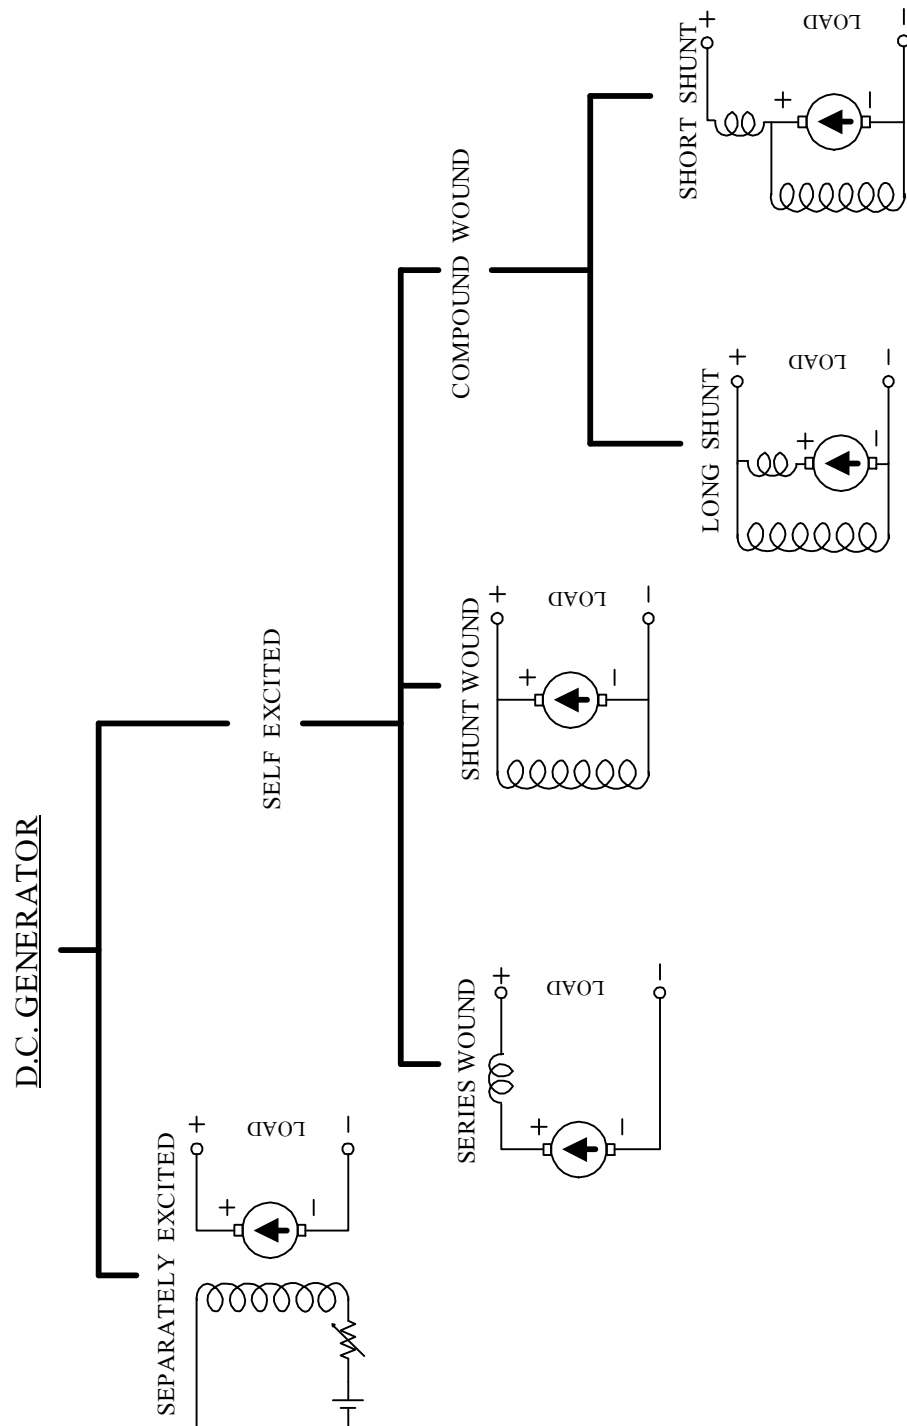 D.C. GENERATOR
SEPARATELY EXCITED
+
+
LOAD
−
−
SELF EXCITED
SERIES WOUND
+
+
LOAD
−
−
SHUNT WOUND
+
+
LOAD
−
−
COMPOUND WOUND
LONG SHUNT
+
+
LOAD
−
−
SHORT SHUNT
+
+
LOAD
−
−